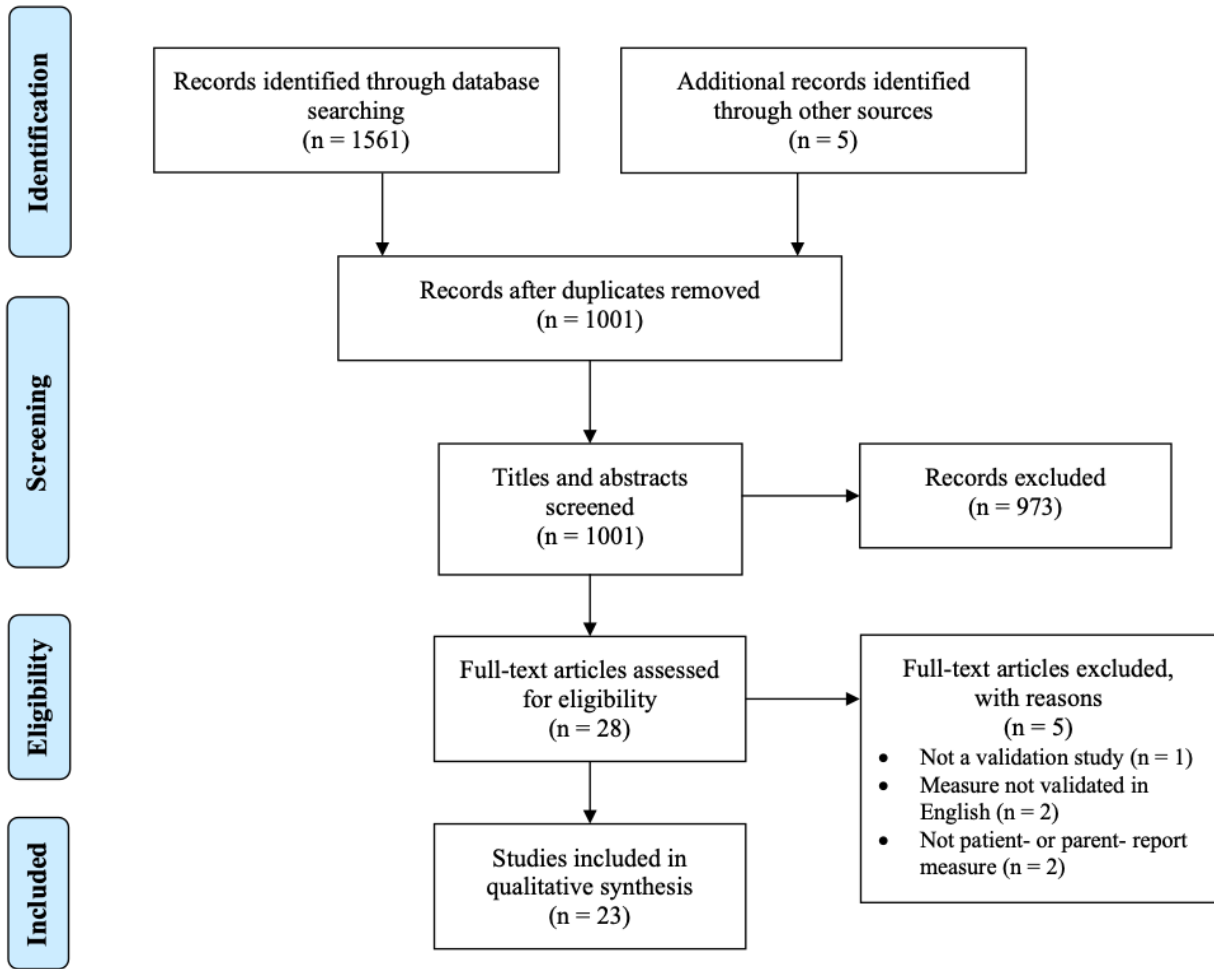 Identification
Records identified through database
searching
(n = 1561)
Additional records identified
through other sources
(n = 5)
Records after duplicates removed
(n = 1001)
Screening
Titles and abstracts
screened
(n = 1001)
Records excluded
(n = 973)
Eligibility
Full-text articles assessed
for eligibility
(n = 28)
Full-text articles excluded,
with reasons
(n = 5)
• Not a validation study (n = 1)
• Measure not validated in
English (n = 2)
• Not patient- or parent- report
measure (n = 2)
Included
Studies included in
qualitative synthesis
(n = 23)